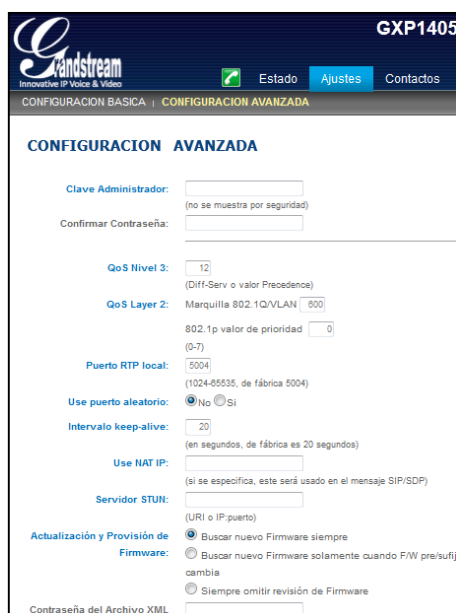 GXP1405
Grandstream
Innovative IP Voice & Video
Estado Ajustes Contactos
CONFIGURACION BASICA | CONFIGURACION AVANZADA
CONFIGURACION AVANZADA
Clave Administrador:
(no se muestra por seguridad)
Confirmar Contraseña:
QoS Nivel 3: 12
(Diff-Serv o valor Precedence)
QoS Layer 2: Marquilla 802.1Q/VLAN 600
802.1p valor de prioridad 0
(0-7)
Puerto RTP local: 5004
(1024-65535, de fábrica 5004)
Use puerto aleatorio: No Si
Intervalo keep-alive: 20
(en segundos, de fábrica es 20 segundos)
Use NAT IP:
(si se especifica, este será usado en el mensaje SIP/SDP)
Servidor STUN:
(URI o IP:puerto)
Actualización y Provisión de Buscar nuevo Firmware siempre
Firmware: Buscar nuevo Firmware solamente cuando F/W pre/sufij
cambia
Siempre omitir revisión de Firmware
Contraseña del Archivo XML